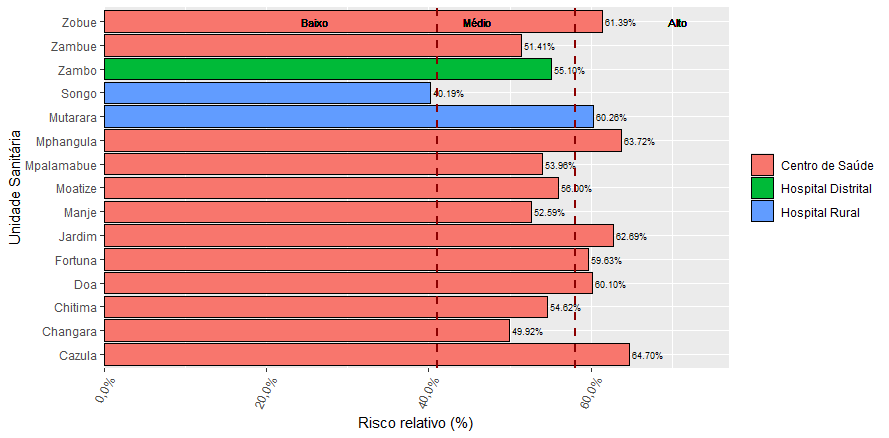 Zobue Baixo Médio 61.39% Alto
Zambue 51.41%
Zambo 55.10%
Songo 40.19%
Mutarara 60.26%
Mphangula 63.72%
Mpalamabue 53.96%
Moatize 56.00%
Manje 52.59%
Jardim 62.69%
Fortuna 59.63%
Doa 60.10%
Chitima 54.62%
Changara 49.92%
Cazula 64.70%
Unidade Sanitária
0,0% 20,0% 40,0% 60,0%
Risco relativo (%)
Centro de Saúde
Hospital Distrital
Hospital Rural